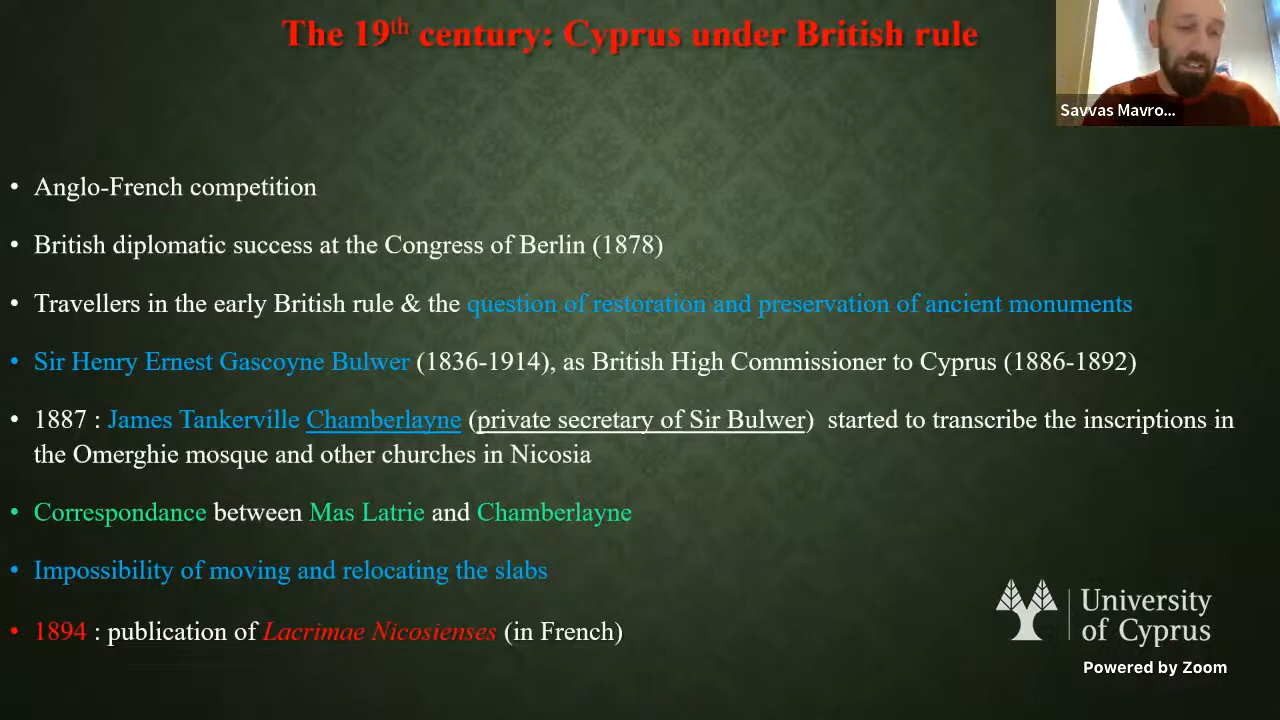 The 19th century: Cyprus under British rule
Savvas Mavro...
• Anglo-French competition
• British diplomatic success at the Congress of Berlin (1878)
• Travellers in the early British rule & the question of restoration and preservation of ancient monuments
• Sir Henry Ernest Gascoyne Bulwer (1836-1914), as British High Commissioner to Cyprus (1886-1892)
• 1887 : James Tankerville Chamberlayne (private secretary of Sir Bulwer) started to transcribe the inscriptions in
the Omerghie mosque and other churches in Nicosia
• Correspondance between Mas Latrie and Chamberlayne
• Impossibility of moving and relocating the slabs
• 1894 : publication of Lacrimae Nicosienses (in French)
University
of Cyprus
Powered by Zoom